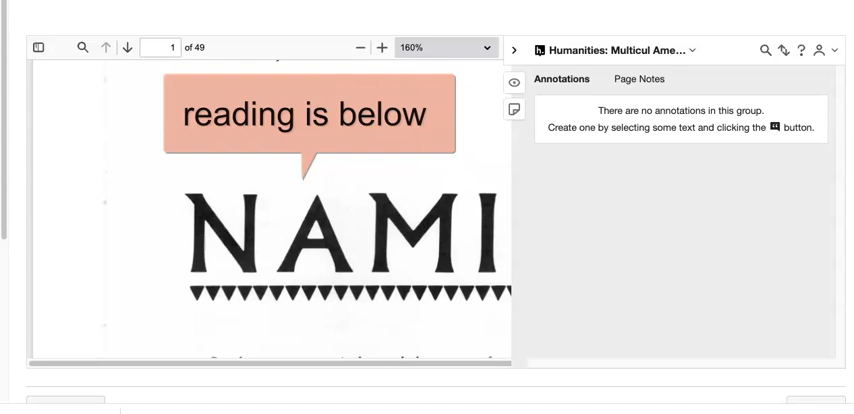 1 of 49
160%
Humanities: Multicul Ame...
Annotations Page Notes
There are no annotations in this group.
Create one by selecting some text and clicking the button.
reading is below
NAMI